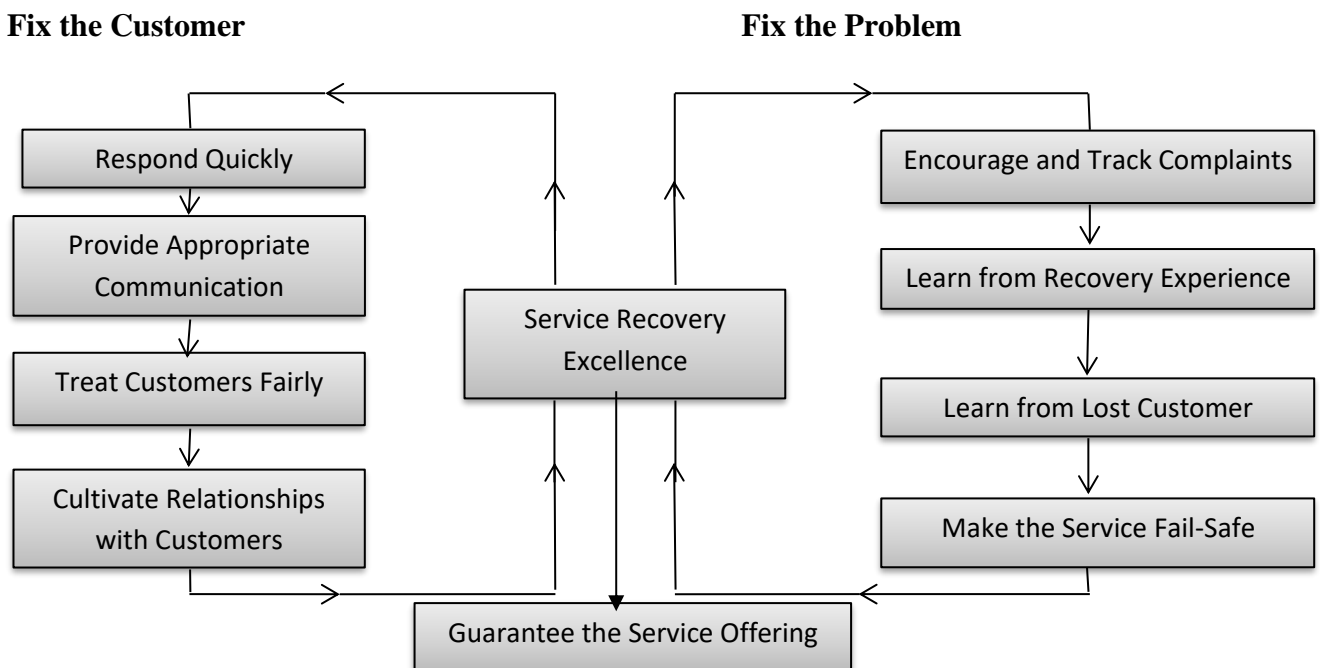 Fix the Customer
Fix the Problem
Respond Quickly
Provide Appropriate
Communication
Treat Customers Fairly
Cultivate Relationships
with Customers
Service Recovery
Excellence
Guarantee the Service Offering
Encourage and Track Complaints
Learn from Recovery Experience
Learn from Lost Customer
Make the Service Fail-Safe